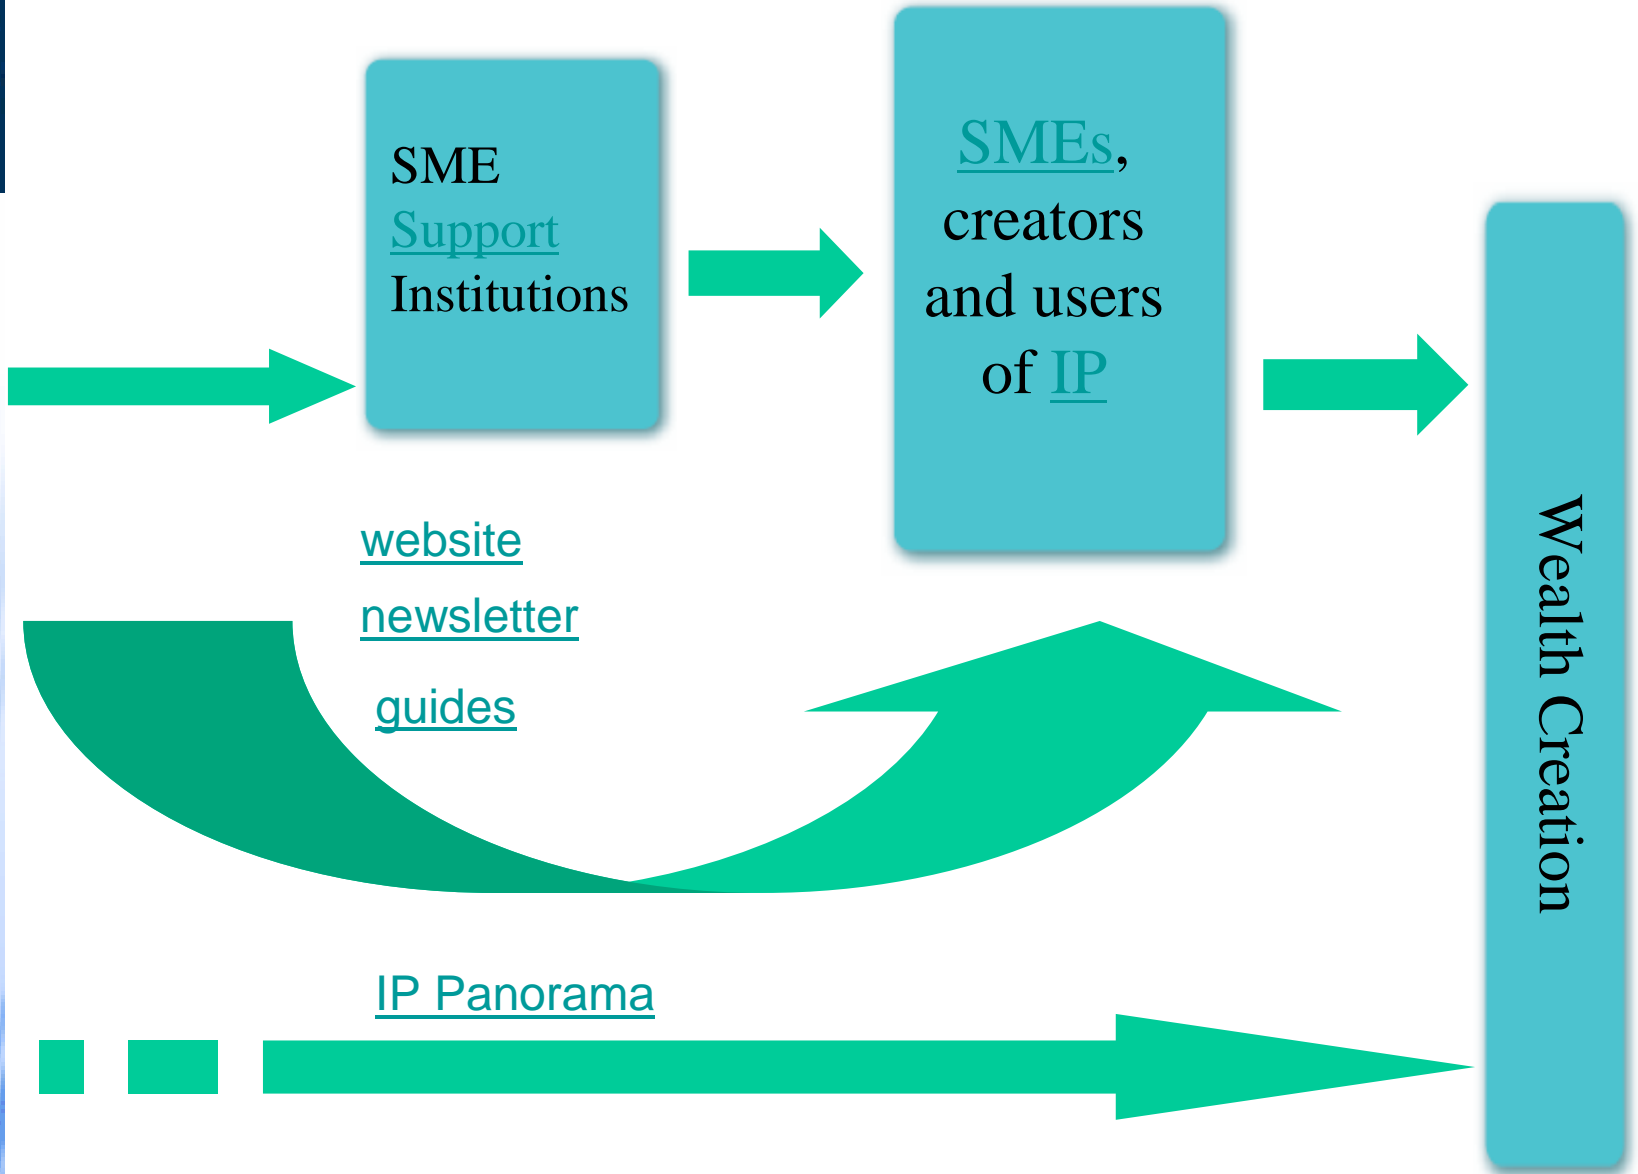 SME
Support
Institutions
SMEs,
creators
and users
of IP
website
newsletter
guides
IP Panorama
Wealth Creation